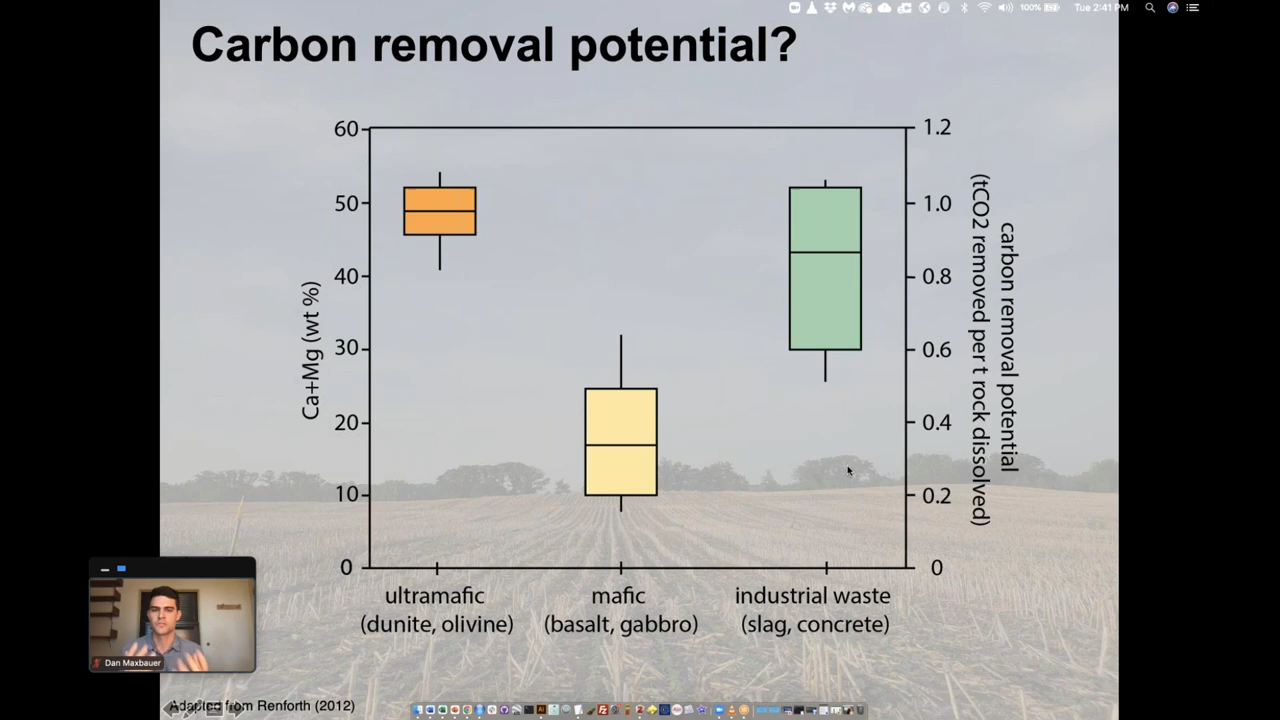 100%
Tue 2:41 PM
Carbon removal potential?
60
50
40
30
20
10
0
Ca+Mg (wt %)
1.2
1.0
0.8
0.6
0.4
0.2
0
carbon removal potential
(tCO2 removed per t rock dissolved)
ultramafic
(dunite, olivine)
mafic
(basalt, gabbro)
industrial waste
(slag, concrete)
Dan Maxbauer
Adapted from Renforth (2012)